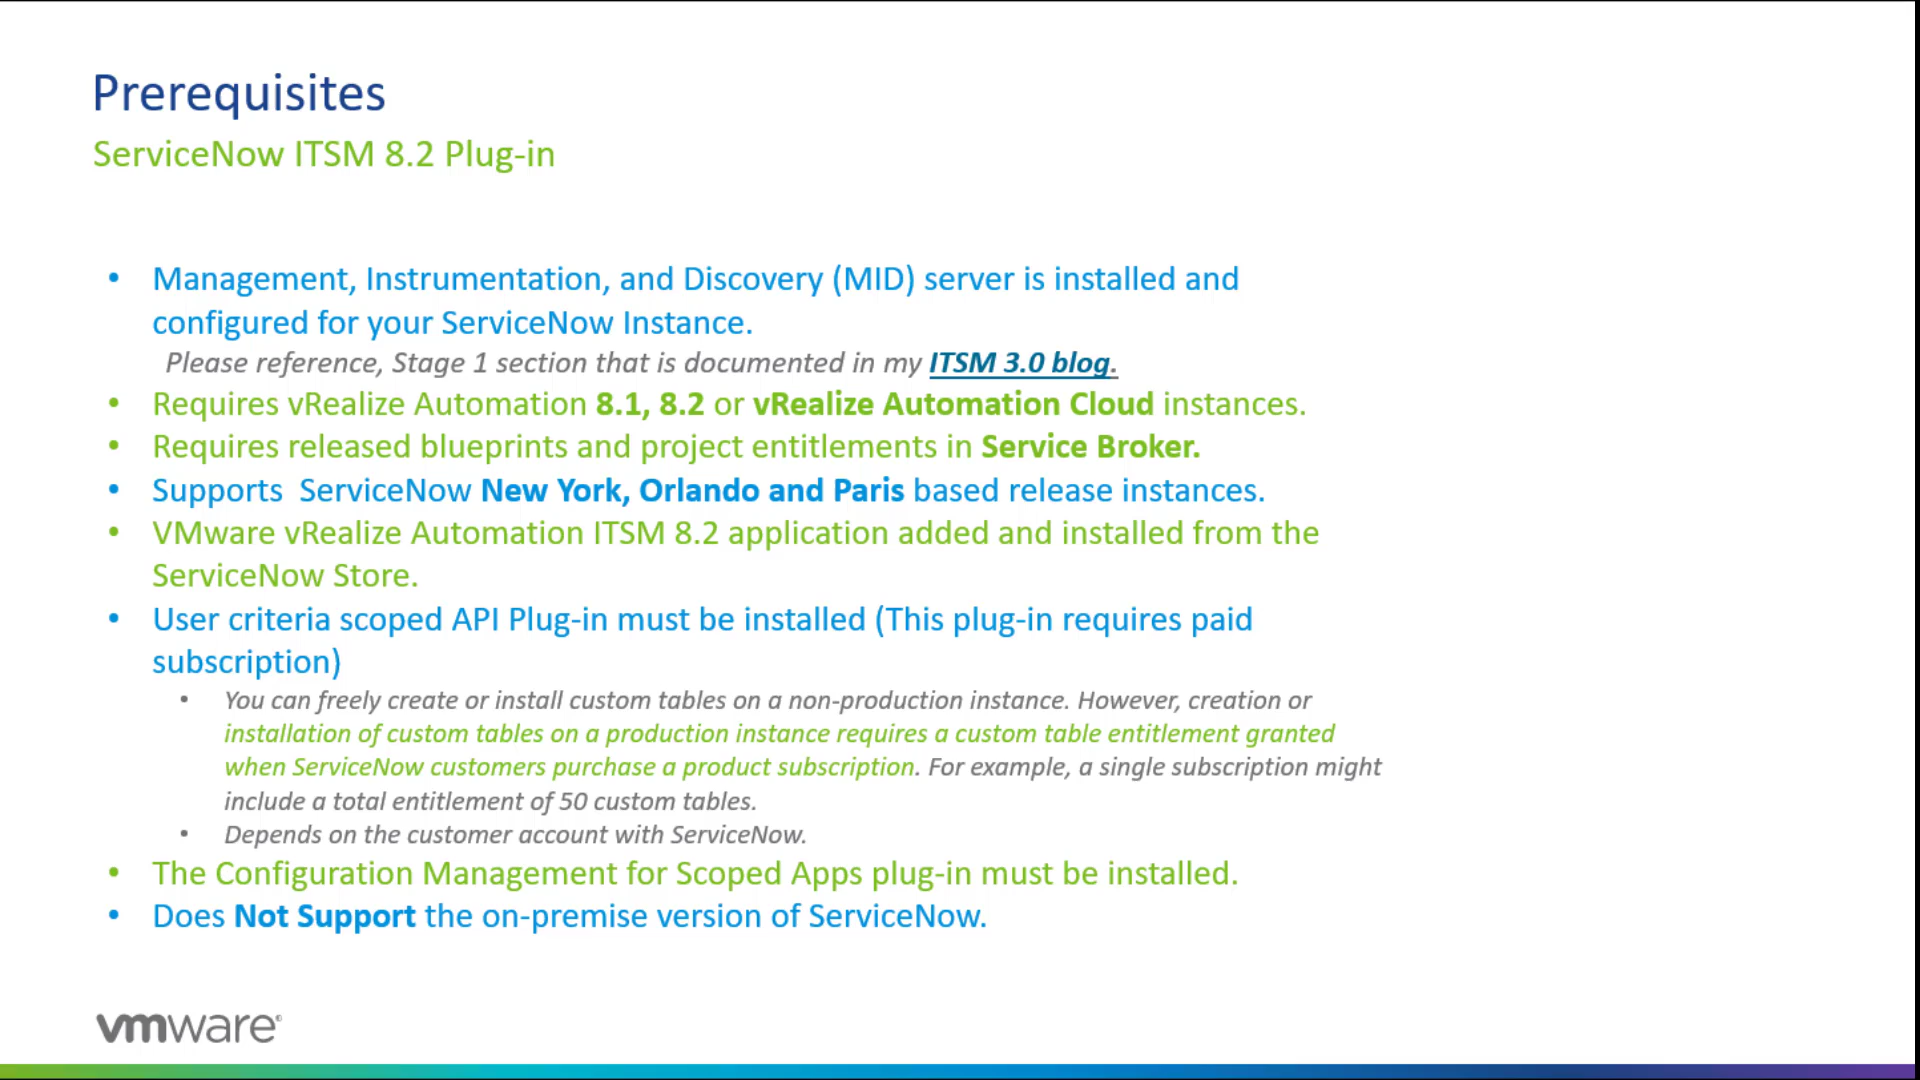 Prerequisites
ServiceNow ITSM 8.2 Plug-in
• Management, Instrumentation, and Discovery (MID) server is installed and
configured for your ServiceNow Instance.
Please reference, Stage 1 section that is documented in my ITSM 3.0 blog.
• Requires vRealize Automation 8.1, 8.2 or vRealize Automation Cloud instances.
• Requires released blueprints and project entitlements in Service Broker.
• Supports  ServiceNow New York, Orlando and Paris based release instances.
• VMware vRealize Automation ITSM 8.2 application added and installed from the
ServiceNow Store.
• User criteria scoped API Plug-in must be installed (This plug-in requires paid
subscription)
• You can freely create or install custom tables on a non-production instance. However, creation or
installation of custom tables on a production instance requires a custom table entitlement granted
when ServiceNow customers purchase a product subscription. For example, a single subscription might
include a total entitlement of 50 custom tables.
• Depends on the customer account with ServiceNow.
• The Configuration Management for Scoped Apps plug-in must be installed.
• Does Not Support the on-premise version of ServiceNow.
vmware®